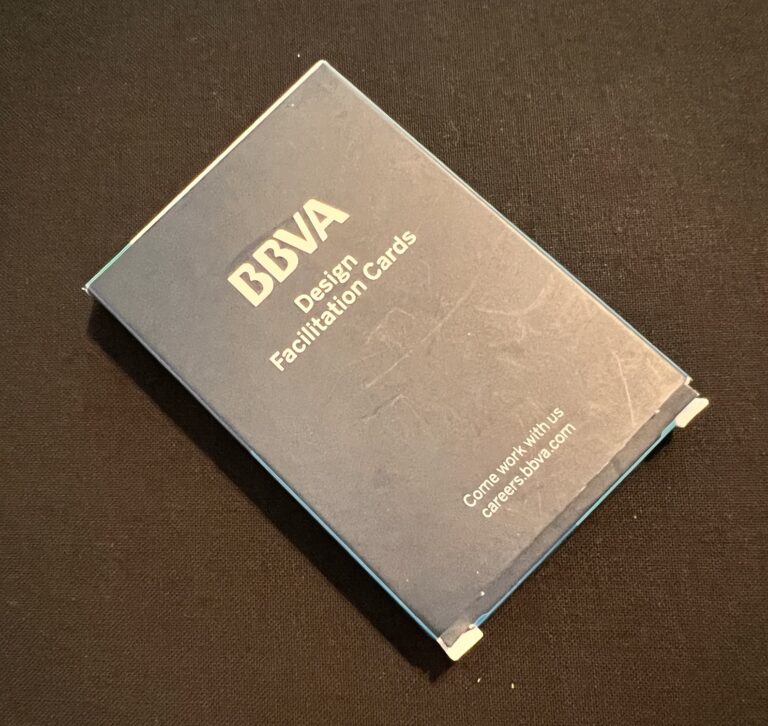 BBVA
Design
Facilitation Cards
Come work with us
careers.bbva.com